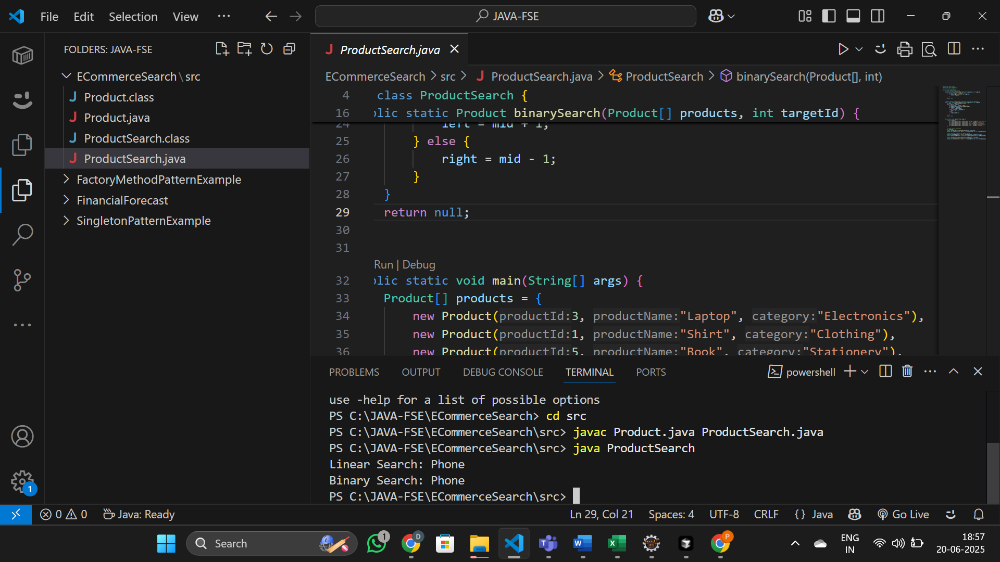 File Edit Selection View ··· JAVA-FSE
FOLDERS: JAVA-FSE
ECommerceSearch\src
Product.class
Product.java
ProductSearch.class
ProductSearch.java
FactoryMethodPatternExample
FinancialForecast
SingletonPatternExample
1
ProductSearch.java
ECommerceSearch > src > ProductSearch.java > ProductSearch > binarySearch(Product[], int)
4 class ProductSearch {
16 blic static Product binarySearch(Product[] products, int targetId) {
24 left = mid + 1;
25 } else {
26 right = mid - 1;
27 }
28 }
29 return null;
30
31
Run | Debug
32 blic static void main(String[] args) {
33 Product[] products = {
34 new Product(productId:3, productName:"Laptop", category:"Electronics"),
35 new Product(productId:1, productName:"Shirt", category:"Clothing"),
36 new Product(productId:5, productName:"Book", category:"Stationery"),
PROBLEMS OUTPUT DEBUG CONSOLE TERMINAL PORTS powershell
use -help for a list of possible options
PS C:\JAVA-FSE\ECommerceSearch> cd src
PS C:\JAVA-FSE\ECommerceSearch\src> javac Product.java ProductSearch.java
PS C:\JAVA-FSE\ECommerceSearch\src> java ProductSearch
Linear Search: Phone
Binary Search: Phone
PS C:\JAVA-FSE\ECommerceSearch\src>
0 0 Java: Ready Ln 29, Col 21 Spaces: 4 UTF-8 CRLF {} Java Go Live
Search 1 D P ENG IN 18:57
20-06-2025